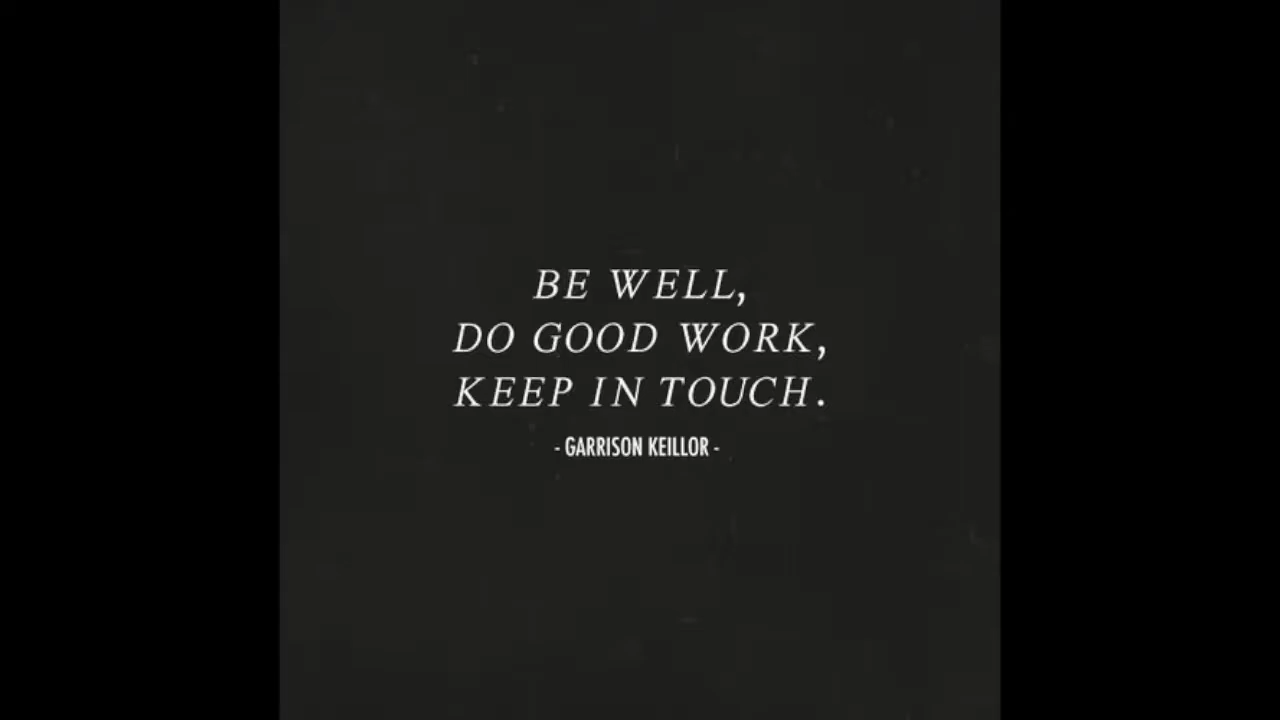 BE WELL,
DO GOOD WORK,
KEEP IN TOUCH.
- GARRISON KEILLOR -